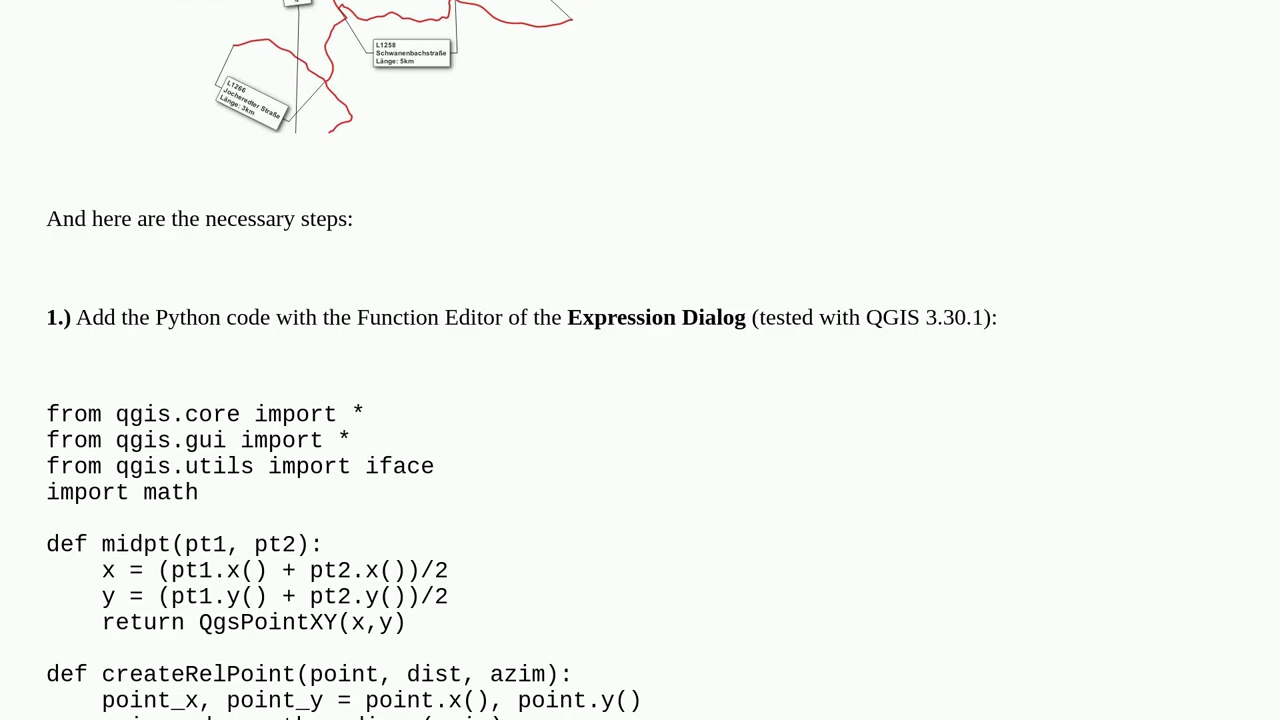 L1258
Schwanenbachstraße
Länge: 5km
L1266
Jocheredter Straße
Länge: 3km
And here are the necessary steps:
1.) Add the Python code with the Function Editor of the Expression Dialog (tested with QGIS 3.30.1):
from qgis.core import *
from qgis.gui import *
from qgis.utils import iface
import math
def midpt(pt1, pt2):
    x = (pt1.x() + pt2.x())/2
    y = (pt1.y() + pt2.y())/2
    return QgsPointXY(x,y)
def createRelPoint(point, dist, azim):
    point_x, point_y = point.x(), point.y()